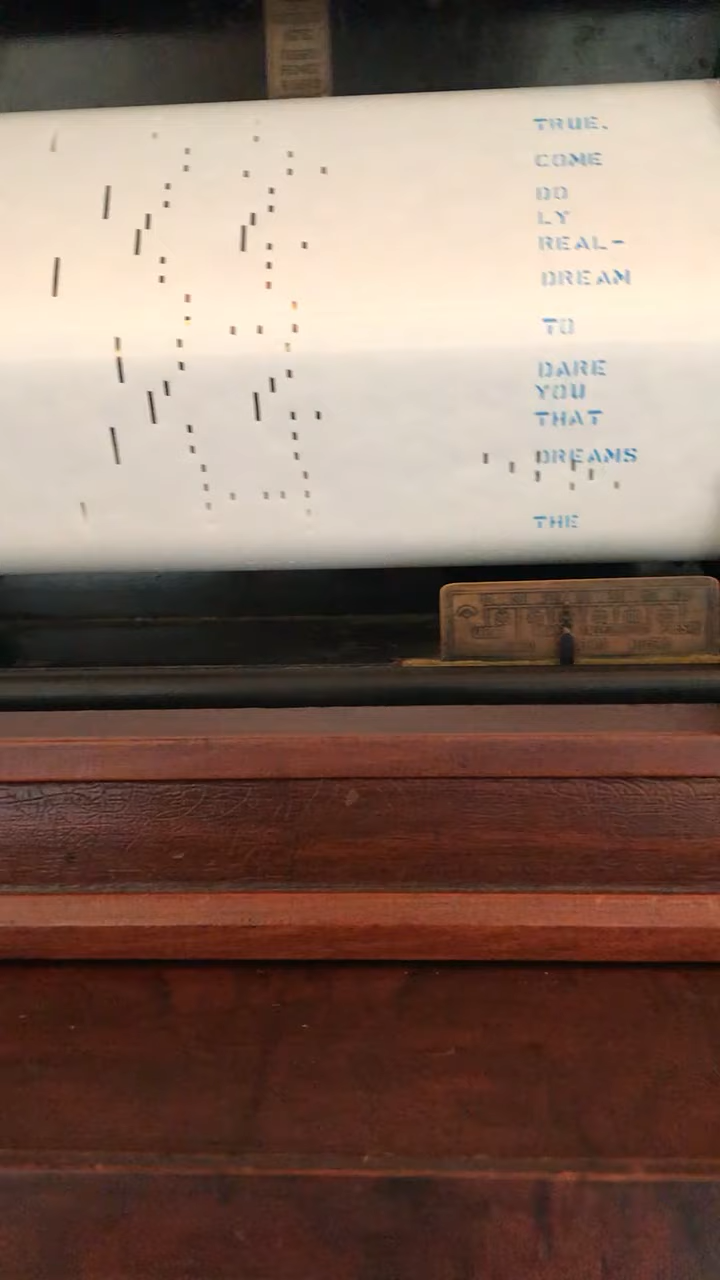 TRUE.
COME
DO
LY
REAL-
DREAM
TO
DARE
YOU
THAT
DREAMS
THE